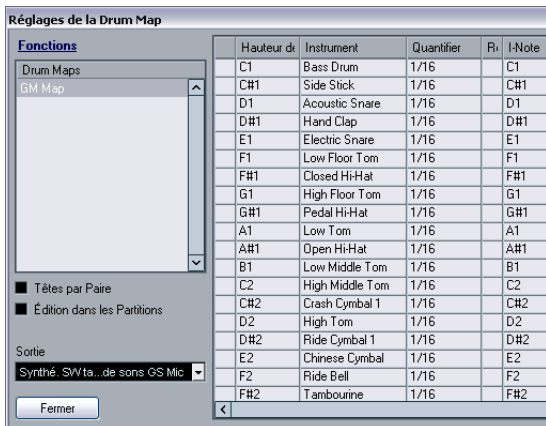 Réglages de la Drum Map
Fonctions
Drum Maps
GM Map
Têtes par Paire
Édition dans les Partitions
Sortie
Synthé. SW ta...de sons GS Mic
Fermer
Hauteur de Instrument Quantifier I-Note
C1 Bass Drum 1/16 C1
C#1 Side Stick 1/16 C#1
D1 Acoustic Snare 1/16 D1
D#1 Hand Clap 1/16 D#1
E1 Electric Snare 1/16 E1
F1 Low Floor Tom 1/16 F1
F#1 Closed Hi-Hat 1/16 F#1
G1 High Floor Tom 1/16 G1
G#1 Pedal Hi-Hat 1/16 G#1
A1 Low Tom 1/16 A1
A#1 Open Hi-Hat 1/16 A#1
B1 Low Middle Tom 1/16 B1
C2 High Middle Tom 1/16 C2
C#2 Crash Cymbal 1 1/16 C#2
D2 High Tom 1/16 D2
D#2 Ride Cymbal 1 1/16 D#2
E2 Chinese Cymbal 1/16 E2
F2 Ride Bell 1/16 F2
F#2 Tambourine 1/16 F#2